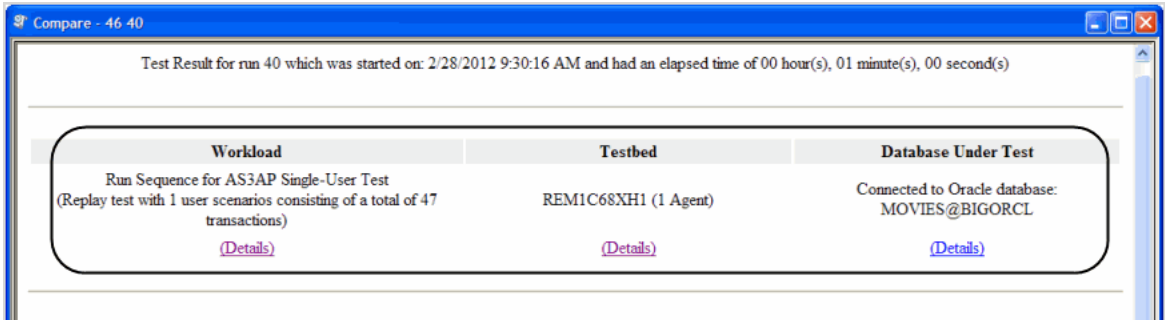 Compare - 46 40
Test Result for run 40 which was started on: 2/28/2012 9:30:16 AM and had an elapsed time of 00 hour(s), 01 minute(s), 00 second(s)
Workload Testbed Database Under Test
Run Sequence for AS3AP Single-User Test
(Replay test with 1 user scenarios consisting of a total of 47
transactions)
(Details)
REM1C68XH1 (1 Agent)
(Details)
Connected to Oracle database:
MOVIES@BIGORCL
(Details)